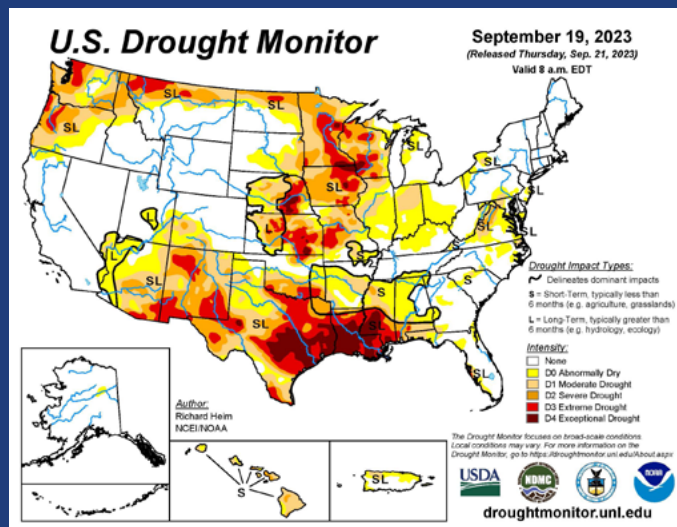 U.S. Drought Monitor
September 19, 2023
(Released Thursday, Sep. 21, 2023)
Valid 8 a.m. EDT
SL
SL
SL
SL
SL
SL
SL
SL
SL
SL
L
L
L
S
SL
SL
SL
S
S
SL
Drought Impact Types:
Delineates dominant impacts
S = Short-Term, typically less than
6 months (e.g. agriculture, grasslands)
L = Long-Term, typically greater than
6 months (e.g. hydrology, ecology)
Intensity:
None
D0 Abnormally Dry
D1 Moderate Drought
D2 Severe Drought
D3 Extreme Drought
D4 Exceptional Drought
Author:
Richard Heim
NCEI/NOAA
S
SL
The Drought Monitor focuses on broad-scale conditions.
Local conditions may vary. For more information on the
Drought Monitor, go to https://droughtmonitor.unl.edu/About.aspx
USDA
NDMC
NOAA
droughtmonitor.unl.edu